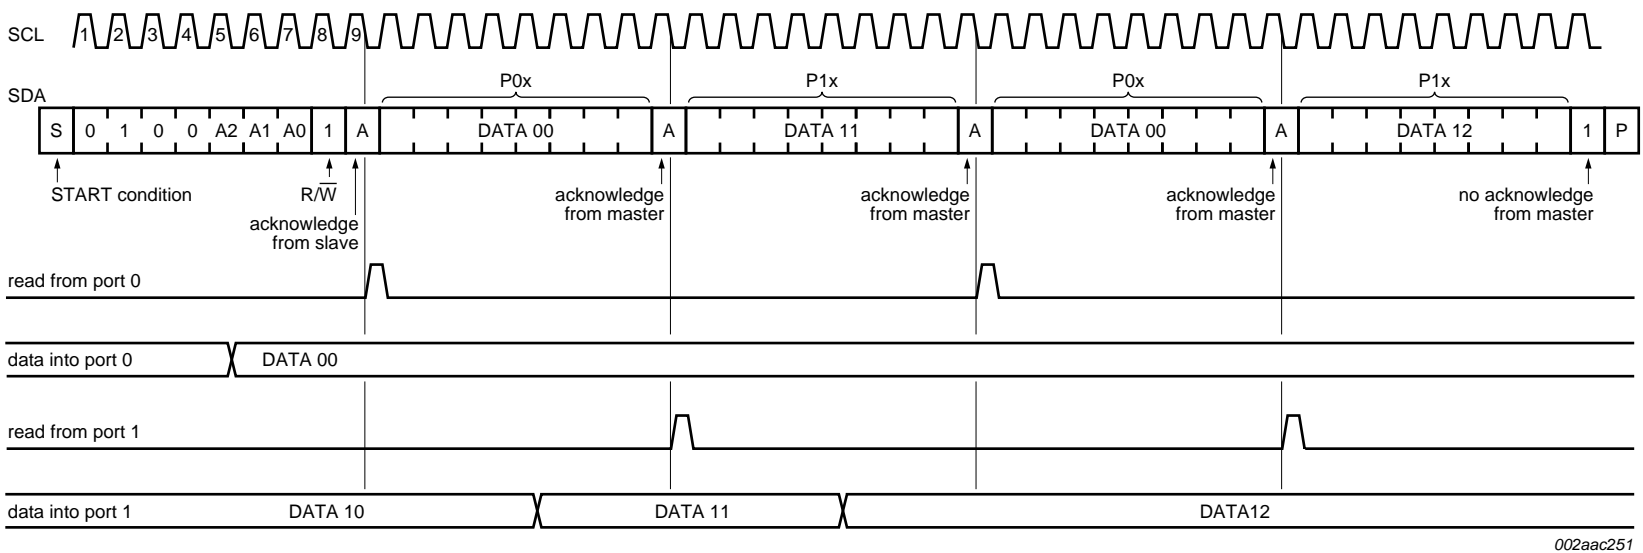 SCL 1 2 3 4 5 6 7 8 9
P0x P1x P0x P1x
SDA
S 0 1 0 0 A2 A1 A0 1 A DATA 00 A DATA 11 A DATA 00 A DATA 12 1 P
START condition R/W̅ acknowledge acknowledge acknowledge no acknowledge
from master from master from master from master
acknowledge
from slave
read from port 0
data into port 0 DATA 00
read from port 1
data into port 1 DATA 10 DATA 11 DATA12
002aac251